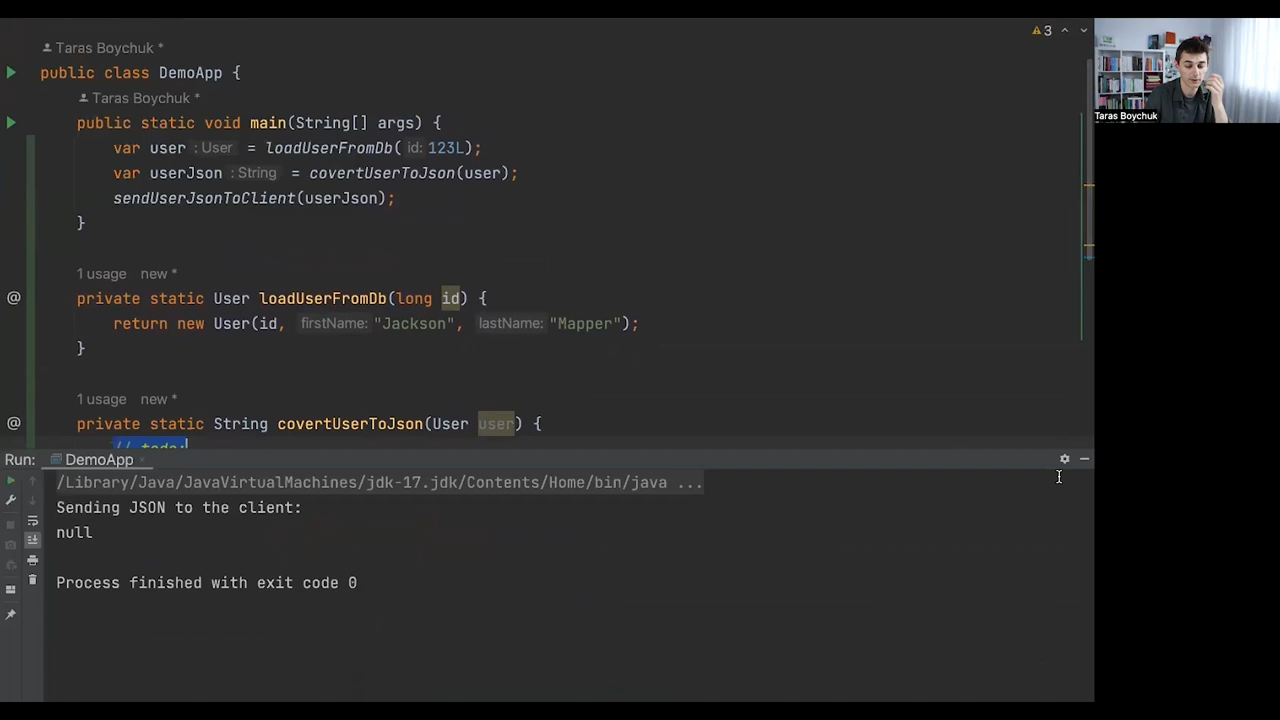 Taras Boychuk *
3
public class DemoApp {
Taras Boychuk *
public static void main(String[] args) {
var user : User = loadUserFromDb( id: 123L);
var userJson : String = covertUserToJson(user);
sendUserJsonToClient(userJson);
}
1 usage new *
private static User loadUserFromDb(long id) {
return new User(id, firstName: "Jackson", lastName: "Mapper");
}
1 usage new *
private static String covertUserToJson(User user) {
// todo:
Run: DemoApp
/Library/Java/JavaVirtualMachines/jdk-17.jdk/Contents/Home/bin/java ...
Sending JSON to the client:
null
Process finished with exit code 0
Taras Boychuk